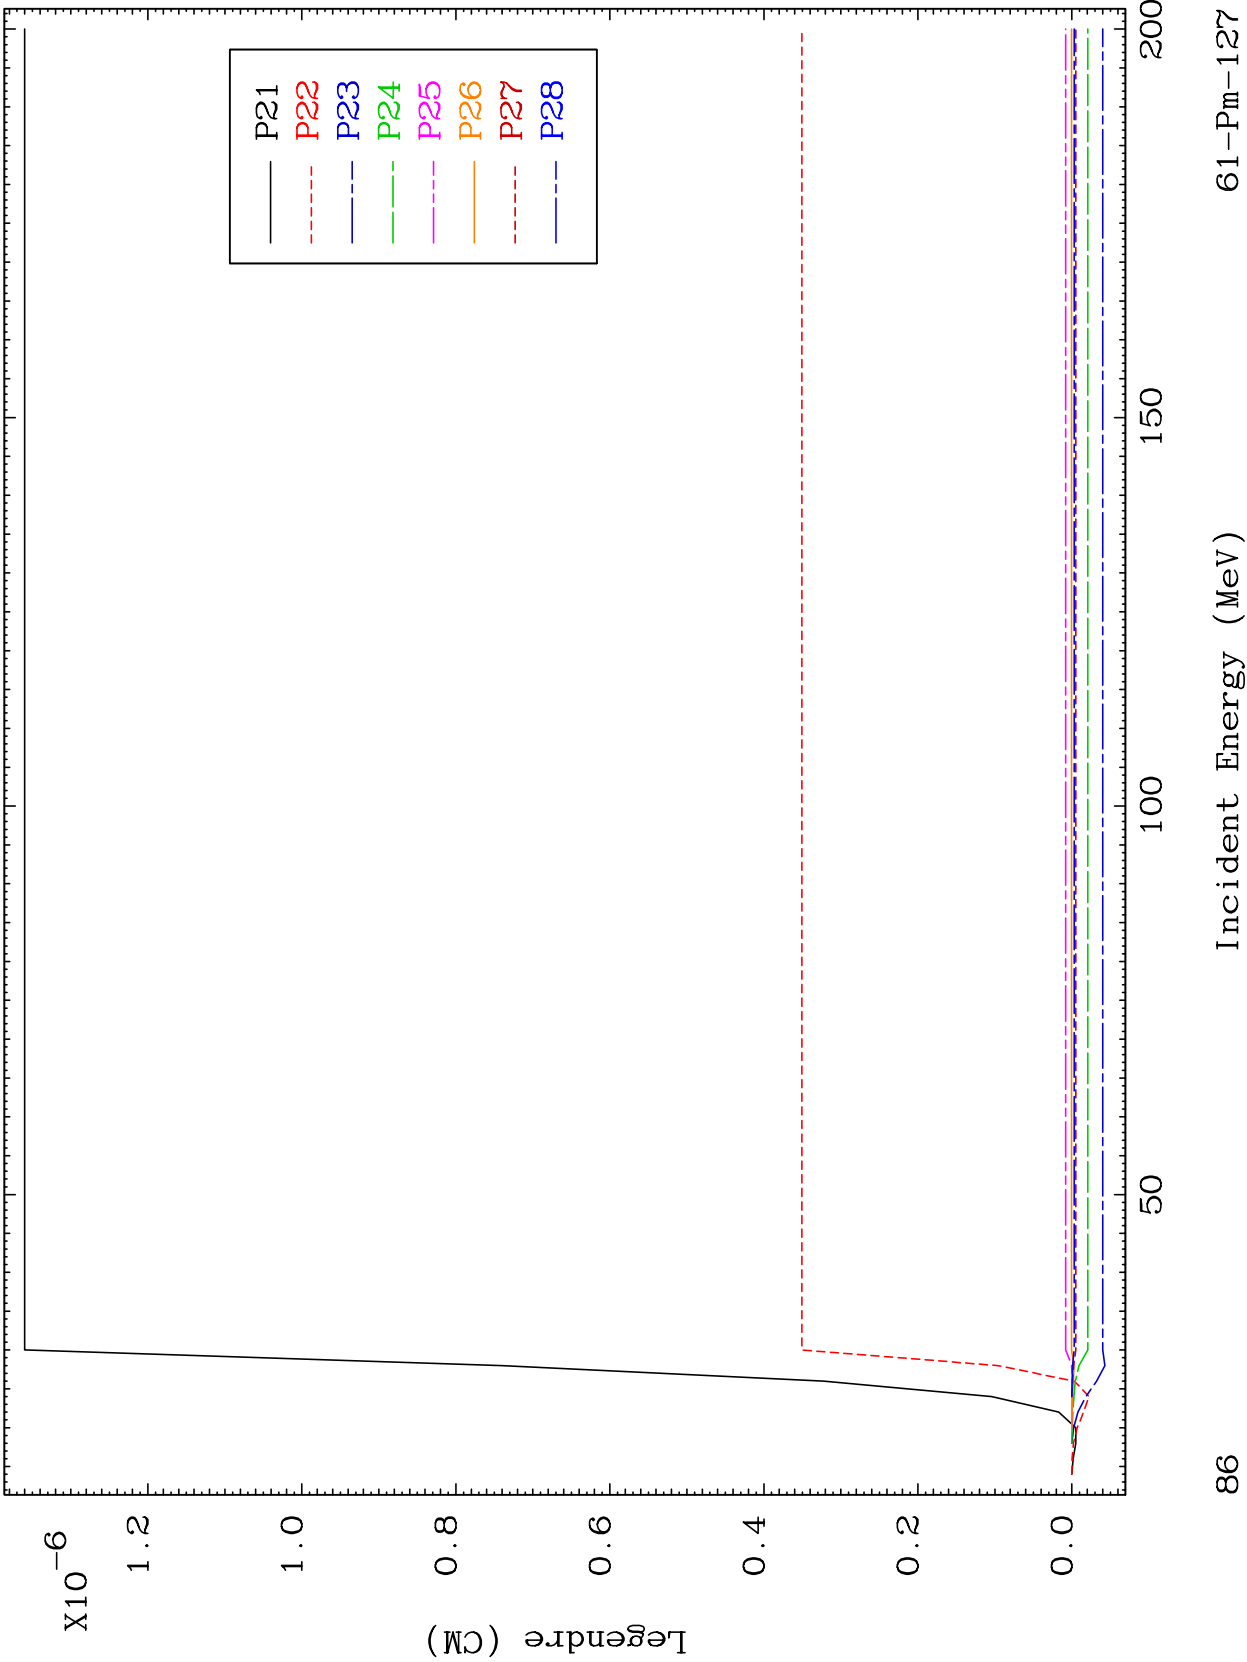 X10-6
Legendre (CM)
1.2
1.0
0.8
0.6
0.4
0.2
0.0
P21
P22
P23
P24
P25
P26
P27
P28
50
100
150
200
Incident Energy (MeV)
86
61-Pm-127